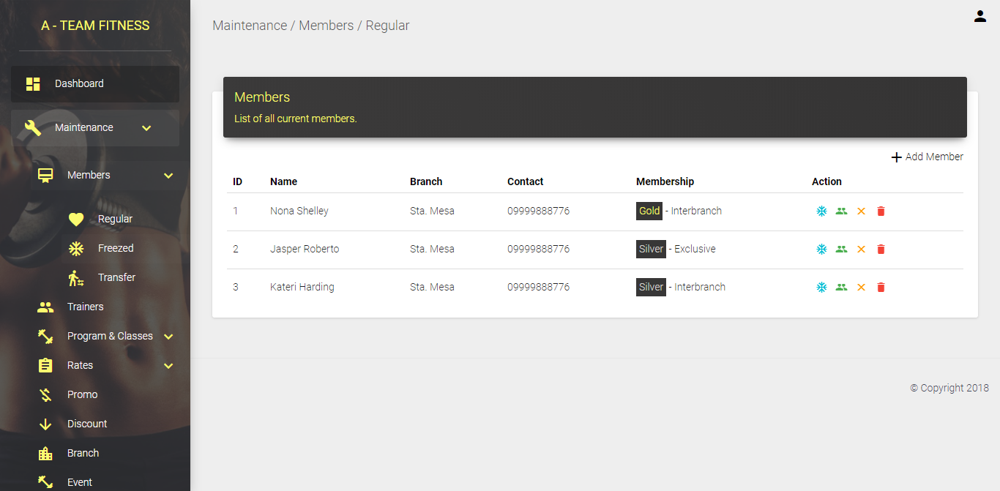 A - TEAM FITNESS
Dashboard
Maintenance
Members
Regular
Freezed
Transfer
Trainers
Program & Classes
Rates
Promo
Discount
Branch
Event
Maintenance / Members / Regular
Members
List of all current members.
Add Member
ID Name Branch Contact Membership Action
1 Nona Shelley Sta. Mesa 09999888776 Gold - Interbranch
2 Jasper Roberto Sta. Mesa 09999888776 Silver - Exclusive
3 Kateri Harding Sta. Mesa 09999888776 Silver - Interbranch
© Copyright 2018